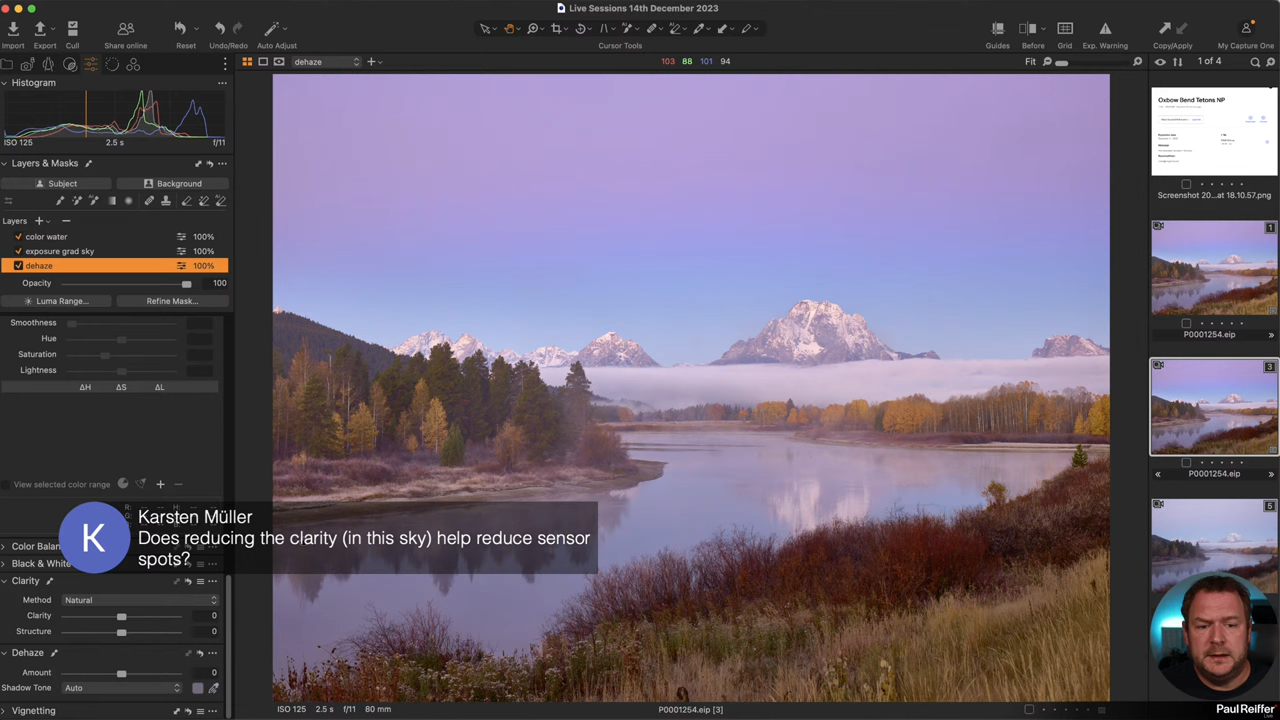 Live Sessions 14th December 2023
Import Export Cull Share online Reset Undo/Redo Auto Adjust Cursor Tools Guides Before Grid Exp. Warning Copy/Apply My Capture One
dehaze
103 88 101 94
Fit
1 of 4
Histogram
ISO 125 2.5 s f/11
Layers & Masks
Subject Background
Layers
color water 100%
exposure grad sky 100%
dehaze 100%
Opacity 100
Luma Range... Refine Mask...
Smoothness
Hue
Saturation
Lightness
ΔH ΔS ΔL
View selected color range
Karsten Müller
Does reducing the clarity (in this sky) help reduce sensor
spots?
K
Color Balan
Black & White
Clarity
Method Natural
Clarity 0
Structure 0
Dehaze
Amount 0
Shadow Tone Auto
Vignetting
ISO 125 2.5 s f/11 80 mm
P0001254.eip [3]
Oxbow Bend Tetons NP
Screenshot 20...at 18.10.57.png
1
P0001254.eip
3
P0001254.eip
5
Paul Reiffer
Live